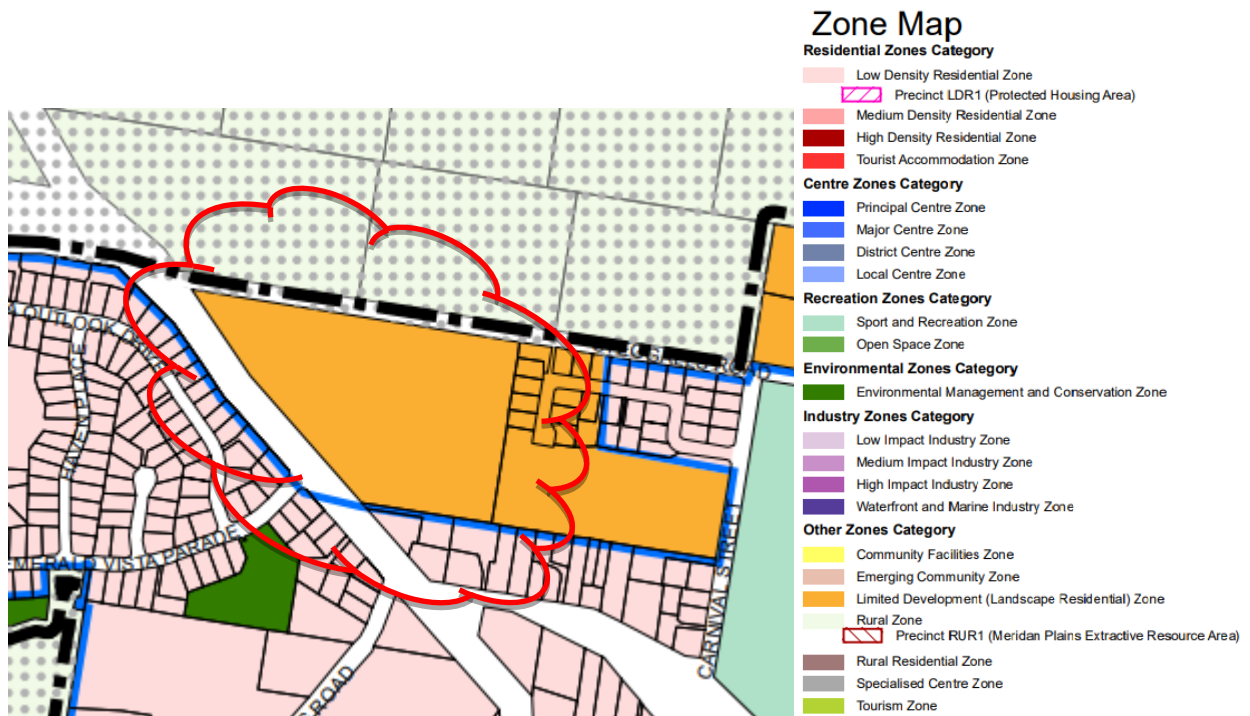 Zone Map
Residential Zones Category
Low Density Residential Zone
Precinct LDR1 (Protected Housing Area)
Medium Density Residential Zone
High Density Residential Zone
Tourist Accommodation Zone
Centre Zones Category
Principal Centre Zone
Major Centre Zone
District Centre Zone
Local Centre Zone
Recreation Zones Category
Sport and Recreation Zone
Open Space Zone
Environmental Zones Category
Environmental Management and Conservation Zone
Industry Zones Category
Low Impact Industry Zone
Medium Impact Industry Zone
High Impact Industry Zone
Waterfront and Marine Industry Zone
Other Zones Category
Community Facilities Zone
Emerging Community Zone
Limited Development (Landscape Residential) Zone
Rural Zone
Precinct RUR1 (Meridan Plains Extractive Resource Area)
Rural Residential Zone
Specialised Centre Zone
Tourism Zone
OUTLOOK
HAVEN PLACE
EMERALD VISTA PARADE
CARNIVAL STREET
ROAD